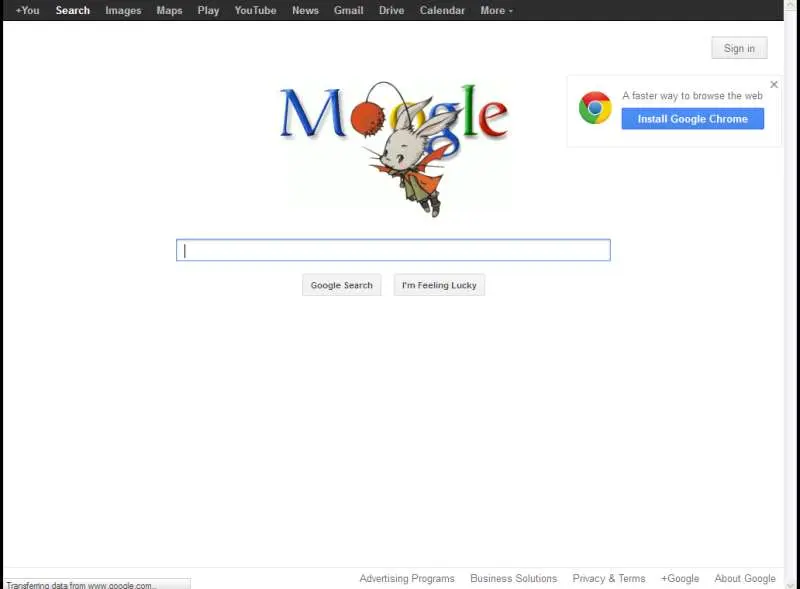 +You Search Images Maps Play YouTube News Gmail Drive Calendar More
Sign in
A faster way to browse the web
Install Google Chrome
Moogle
Google Search I'm Feeling Lucky
Advertising Programs Business Solutions Privacy & Terms +Google About Google
Transferring data from www.google.com...